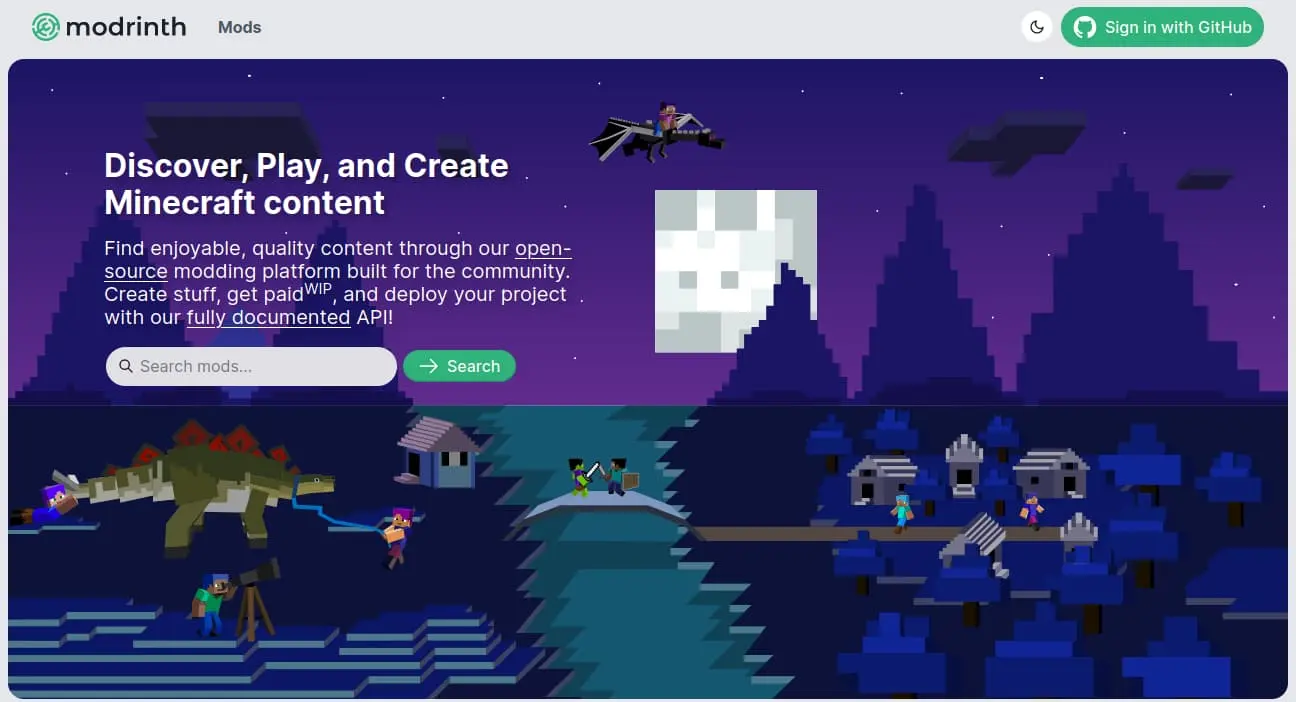 modrinth
Mods
Sign in with GitHub
Discover, Play, and Create
Minecraft content
Find enjoyable, quality content through our open-
source modding platform built for the community.
Create stuff, get paidWIP, and deploy your project
with our fully documented API!
Search mods...
Search